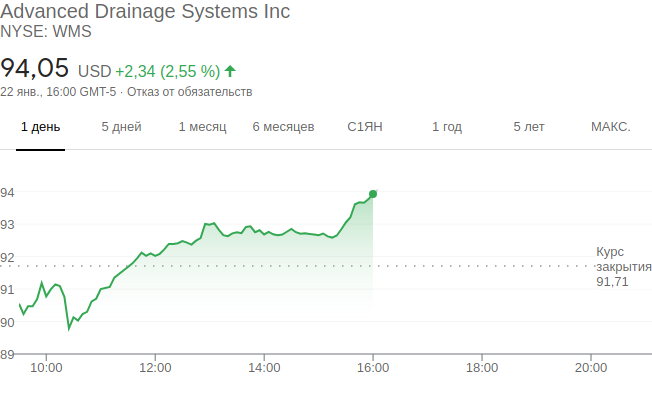 Advanced Drainage Systems Inc
NYSE: WMS
94,05 USD +2,34 (2,55 %)
22 янв., 16:00 GMT-5 · Отказ от обязательств
1 день 5 дней 1 месяц 6 месяцев С1ЯН 1 год 5 лет МАКС.
94
93
92
Курс
закрытия
91,71
91
90
89
10:00 12:00 14:00 16:00 18:00 20:00